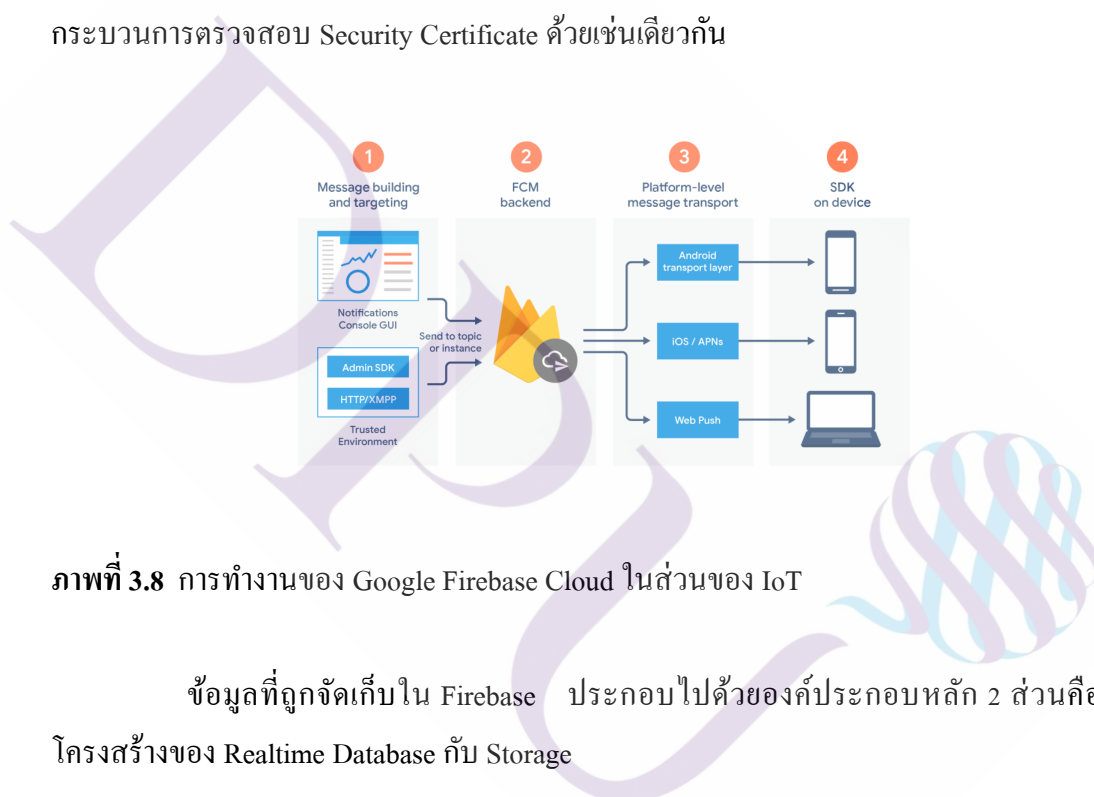 กระบวนการตรวจสอบ Security Certificate ด้วยเช่นเดียวกัน
1
2
3
4
Message building
and targeting
FCM
backend
Platform-level
message transport
SDK
on device
Notifications
Console GUI
Admin SDK
HTTP/XMPP
Trusted
Environment
Send to topic
or instance
Android
transport layer
iOS / APNs
Web Push
ภาพที่ 3.8 การทำงานของ Google Firebase Cloud ในส่วนของ IoT
ข้อมูลที่ถูกจัดเก็บใน Firebase ประกอบไปด้วยองค์ประกอบหลัก 2 ส่วนคือ
โครงสร้างของ Realtime Database กับ Storage
DPU